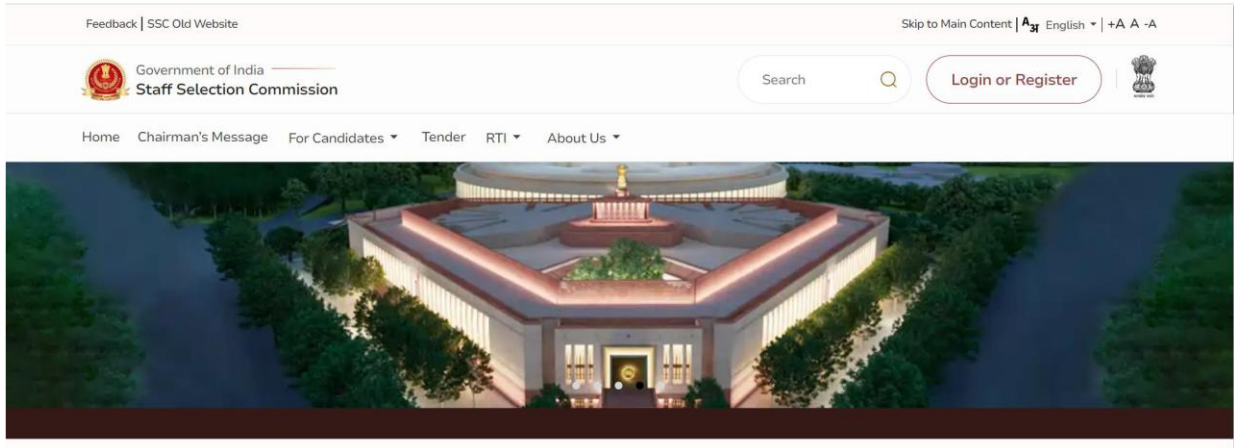 Feedback | SSC Old Website
Skip to Main Content | Aअ English | +A A -A
Government of India
Staff Selection Commission
Search
Login or Register
Home Chairman's Message For Candidates Tender RTI About Us